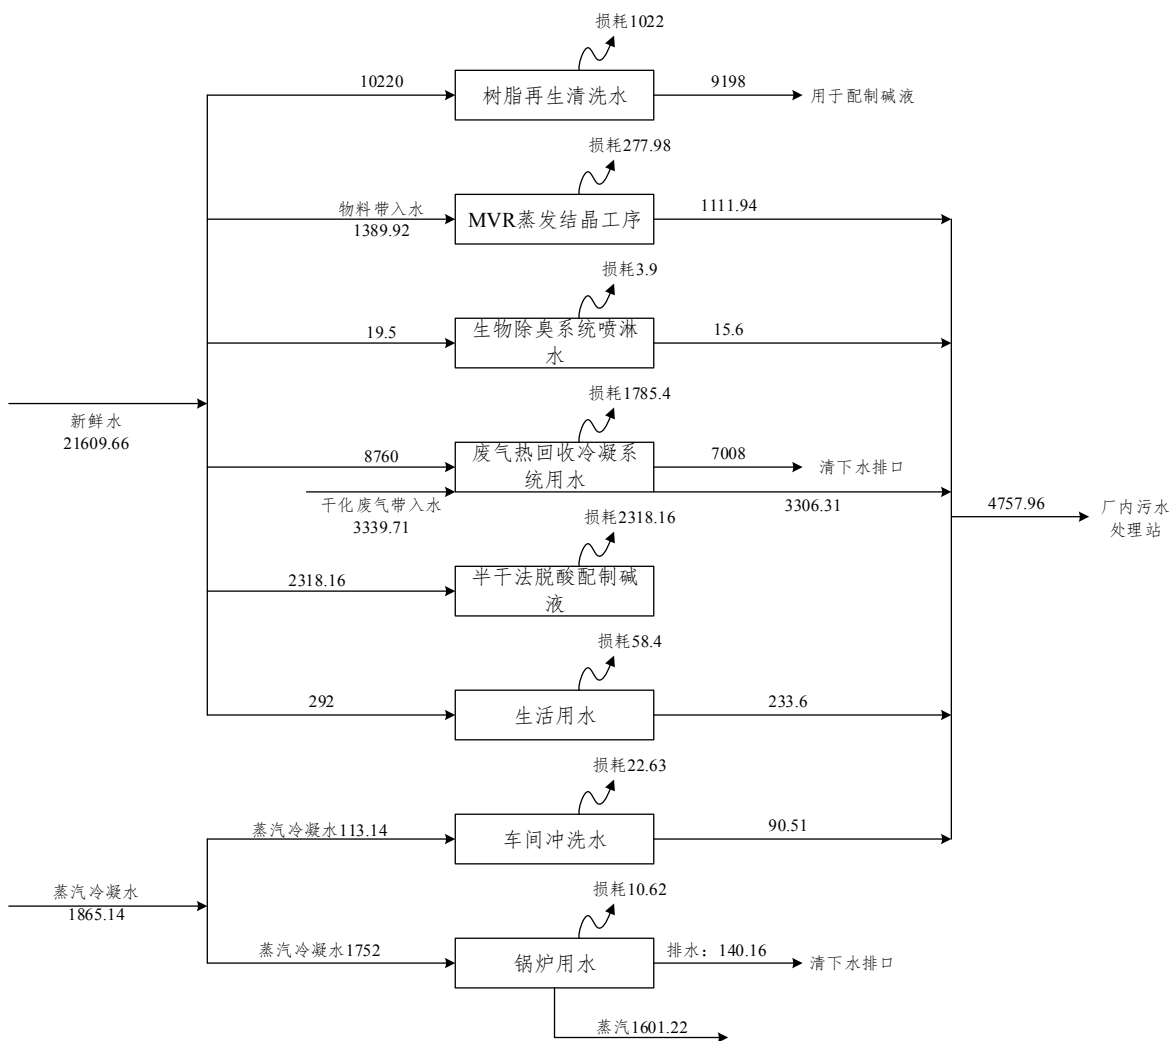 损耗1022
10220
树脂再生清洗水
9198
用于配制碱液
损耗277.98
物料带入水
1389.92
MVR蒸发结晶工序
1111.94
损耗3.9
19.5
生物除臭系统喷淋
水
15.6
新鲜水
21609.66
损耗1785.4
8760
废气热回收冷凝系
统用水
7008
清下水排口
干化废气带入水
3339.71
3306.31
4757.96
厂内污水
处理站
损耗2318.16
2318.16
半干法脱酸配制碱
液
损耗58.4
292
生活用水
233.6
损耗22.63
蒸汽冷凝水113.14
车间冲洗水
90.51
蒸汽冷凝水
1865.14
损耗10.62
蒸汽冷凝水1752
锅炉用水
排水：140.16
清下水排口
蒸汽1601.22